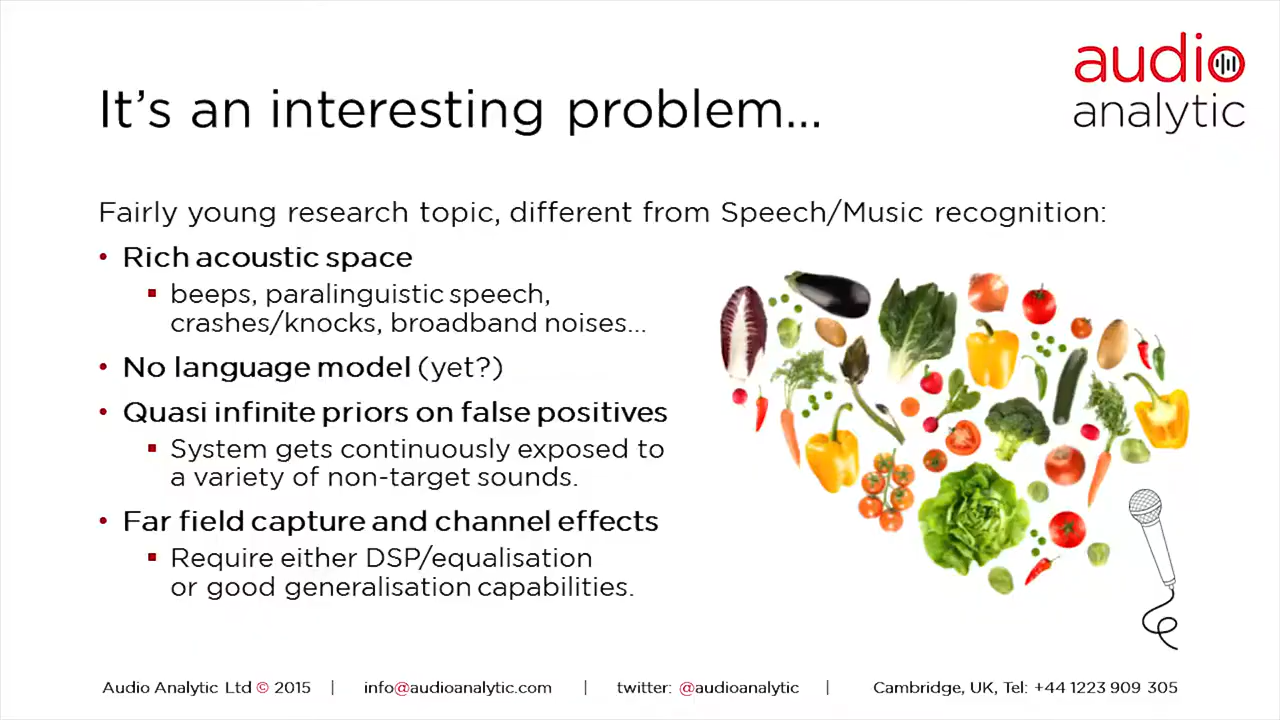 audio
analytic
It's an interesting problem...
Fairly young research topic, different from Speech/Music recognition:
• Rich acoustic space
▪ beeps, paralinguistic speech,
crashes/knocks, broadband noises...
• No language model (yet?)
• Quasi infinite priors on false positives
▪ System gets continuously exposed to
a variety of non-target sounds.
• Far field capture and channel effects
▪ Require either DSP/equalisation
or good generalisation capabilities.
Audio Analytic Ltd © 2015 | info@audioanalytic.com | twitter: @audioanalytic | Cambridge, UK, Tel: +44 1223 909 305